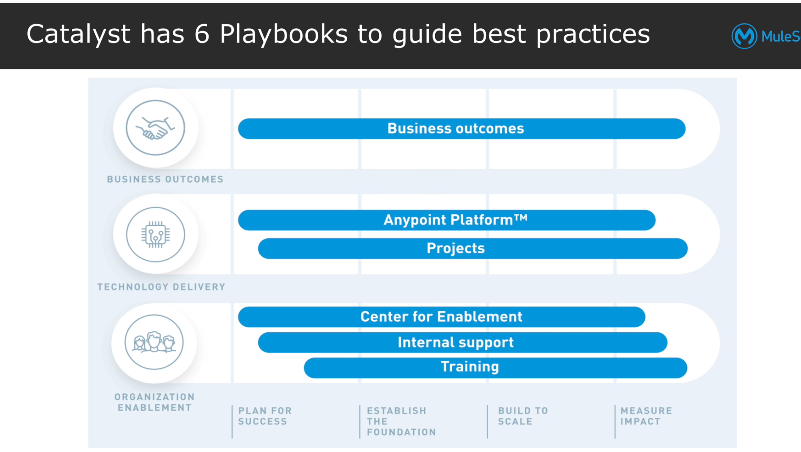 Catalyst has 6 Playbooks to guide best practices
MuleS
Business outcomes
BUSINESS OUTCOMES
Anypoint Platform™
Projects
TECHNOLOGY DELIVERY
Center for Enablement
Internal support
Training
ORGANIZATION
ENABLEMENT
PLAN FOR
SUCCESS
ESTABLISH
THE
FOUNDATION
BUILD TO
SCALE
MEASURE
IMPACT